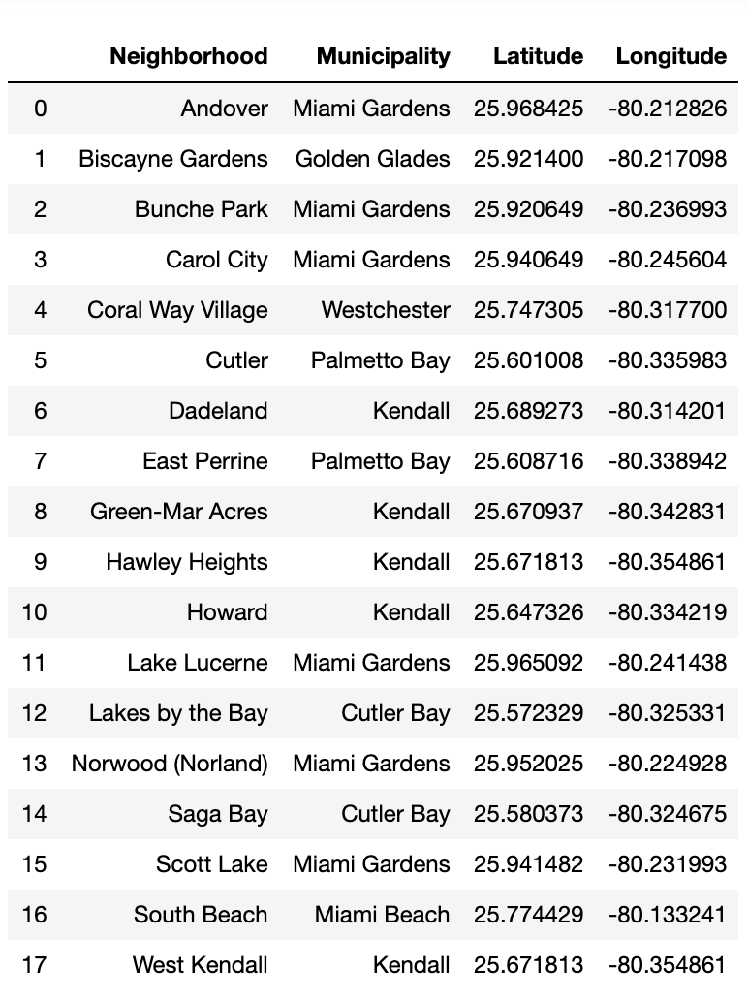 Neighborhood Municipality Latitude Longitude
0 Andover Miami Gardens 25.968425 -80.212826
1 Biscayne Gardens Golden Glades 25.921400 -80.217098
2 Bunche Park Miami Gardens 25.920649 -80.236993
3 Carol City Miami Gardens 25.940649 -80.245604
4 Coral Way Village Westchester 25.747305 -80.317700
5 Cutler Palmetto Bay 25.601008 -80.335983
6 Dadeland Kendall 25.689273 -80.314201
7 East Perrine Palmetto Bay 25.608716 -80.338942
8 Green-Mar Acres Kendall 25.670937 -80.342831
9 Hawley Heights Kendall 25.671813 -80.354861
10 Howard Kendall 25.647326 -80.334219
11 Lake Lucerne Miami Gardens 25.965092 -80.241438
12 Lakes by the Bay Cutler Bay 25.572329 -80.325331
13 Norwood (Norland) Miami Gardens 25.952025 -80.224928
14 Saga Bay Cutler Bay 25.580373 -80.324675
15 Scott Lake Miami Gardens 25.941482 -80.231993
16 South Beach Miami Beach 25.774429 -80.133241
17 West Kendall Kendall 25.671813 -80.354861